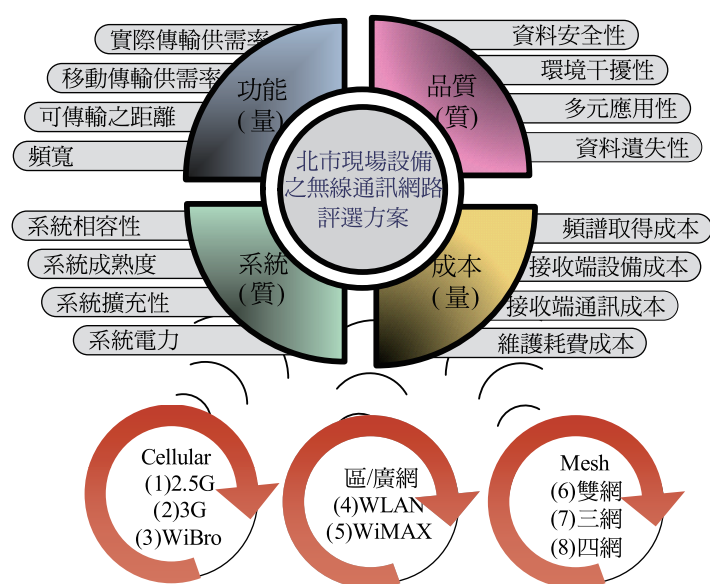 實際傳輸供需率
移動傳輸供需率
可傳輸之距離
頻寬
功能
(量)
資料安全性
環境干擾性
多元應用性
資料遺失性
品質
(質)
北市現場設備
之無線通訊網路
評選方案
系統相容性
系統成熟度
系統擴充性
系統電力
系統
(質)
頻譜取得成本
接收端設備成本
接收端通訊成本
維護耗費成本
成本
(量)
Cellular
(1)2.5G
(2)3G
(3)WiBro
區/廣網
(4)WLAN
(5)WiMAX
Mesh
(6)雙網
(7)三網
(8)四網